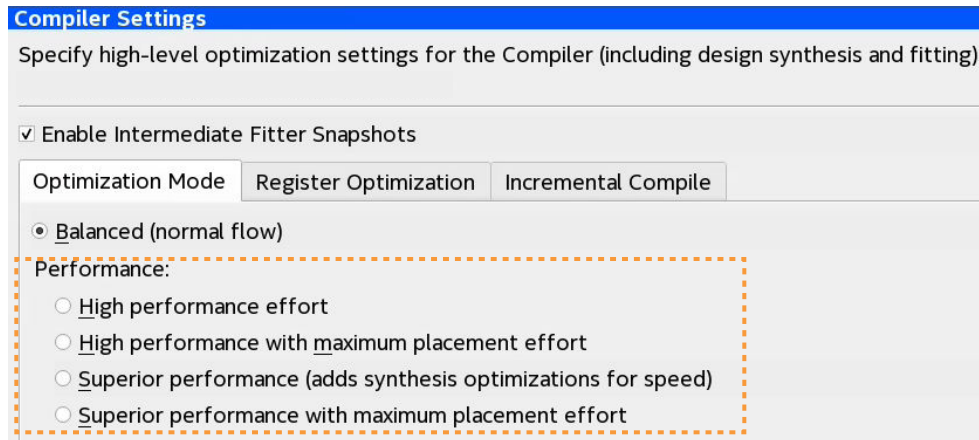 Compiler Settings
Specify high-level optimization settings for the Compiler (including design synthesis and fitting)
Enable Intermediate Fitter Snapshots
Optimization Mode Register Optimization Incremental Compile
Balanced (normal flow)
Performance:
High performance effort
High performance with maximum placement effort
Superior performance (adds synthesis optimizations for speed)
Superior performance with maximum placement effort